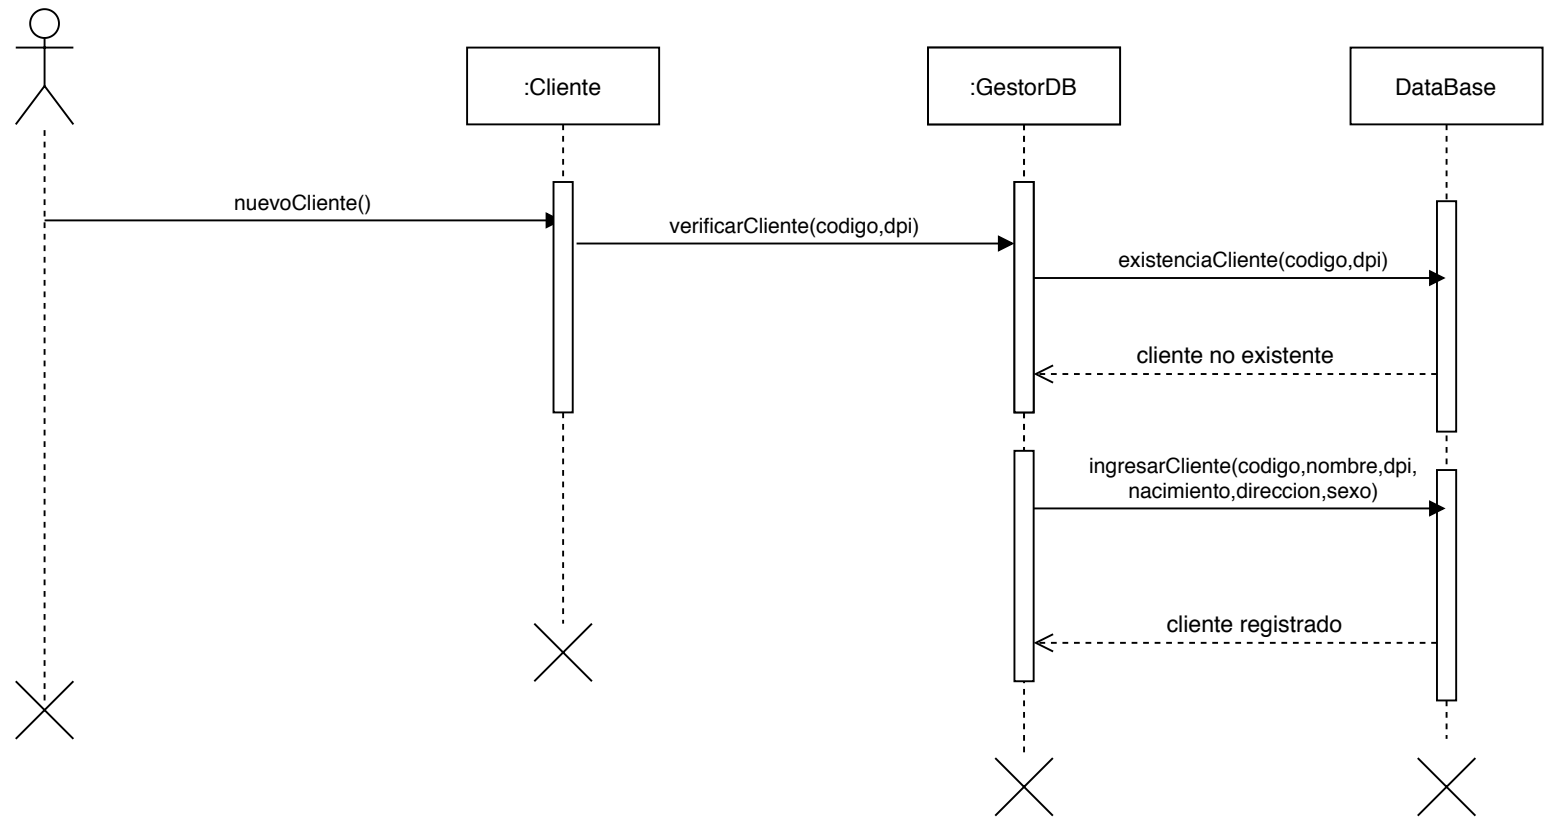 :Cliente
:GestorDB
DataBase
nuevoCliente()
verificarCliente(codigo,dpi)
existenciaCliente(codigo,dpi)
cliente no existente
ingresarCliente(codigo,nombre,dpi,
nacimiento,direccion,sexo)
cliente registrado